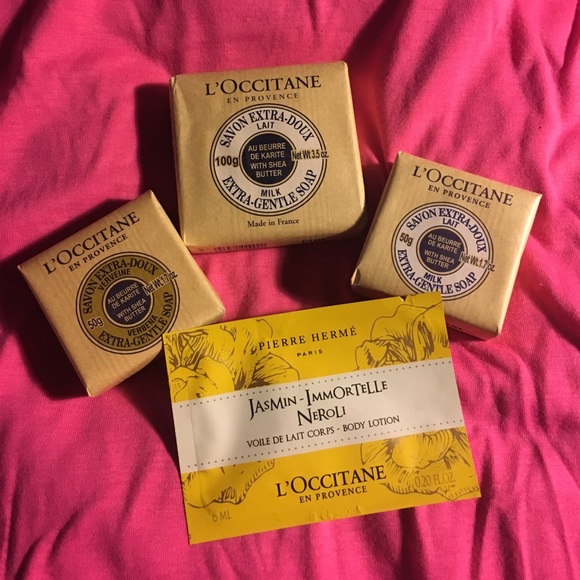 L'OCCITANE
EN PROVENCE
SAVON EXTRA-DOUX
LAIT
100g
AU BEURRE
DE KARITE
WITH SHEA
BUTTER
Net Wt 3.5 oz.
MILK
EXTRA-GENTLE SOAP
Made in France
L'OCCITANE
EN PROVENCE
SAVON EXTRA-DOUX
VERVEINE
50g
AU BEURRE
DE KARITE
WITH SHEA
BUTTER
Net Wt 1.7 oz.
VERBENA
EXTRA-GENTLE SOAP
L'OCCITANE
EN PROVENCE
SAVON EXTRA-DOUX
LAIT
50g
AU BEURRE
DE KARITE
WITH SHEA
BUTTER
Net Wt 1.7 oz.
MILK
EXTRA-GENTLE SOAP
PIERRE HERMÉ
PARIS
JASMIN-IMMORTELLE
NEROLI
VOILE DE LAIT CORPS - BODY LOTION
L'OCCITANE
EN PROVENCE
6 ML
0.20 FL.OZ